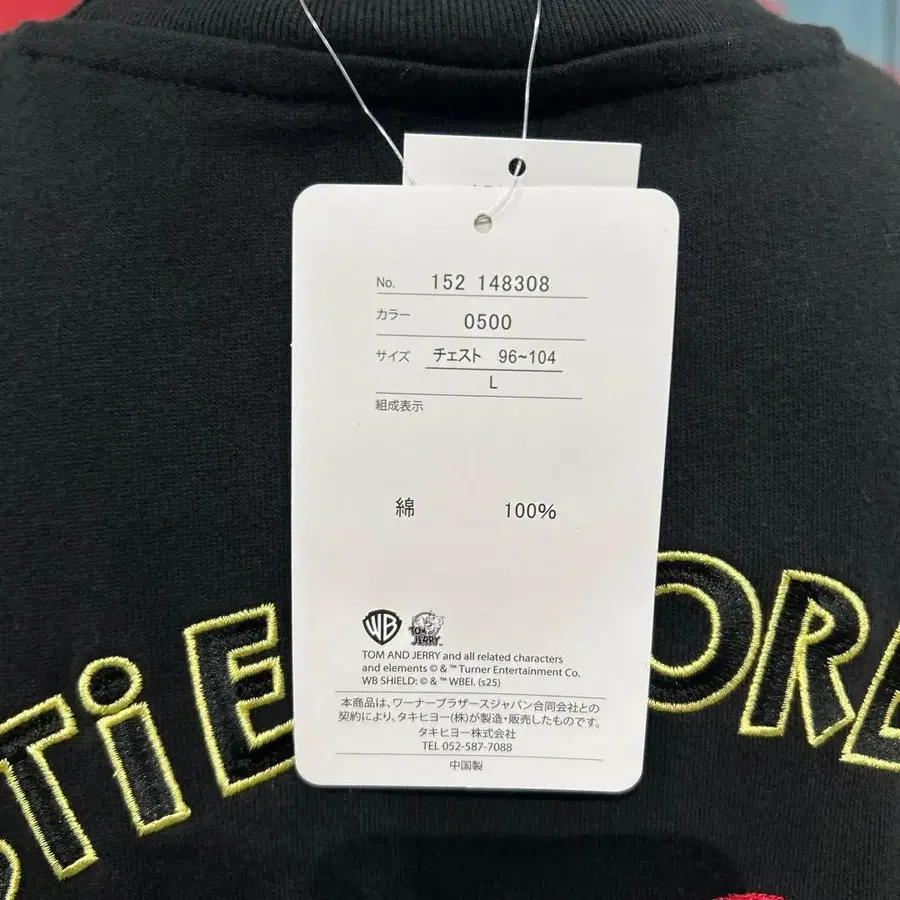 No. 152 148308
カラー 0500
サイズ チェスト 96~104
L
組成表示
綿 100%
WB
TOM AND JERRY
TOM AND JERRY and all related characters
and elements © & ™ Turner Entertainment Co.
WB SHIELD: © & ™ WBEI. (s25)
本商品は、ワーナーブラザースジャパン合同会社との
契約により、タキヒヨー(株)が製造・販売したものです。
タキヒヨー株式会社
TEL 052-587-7088
中国製
STiE
ORE